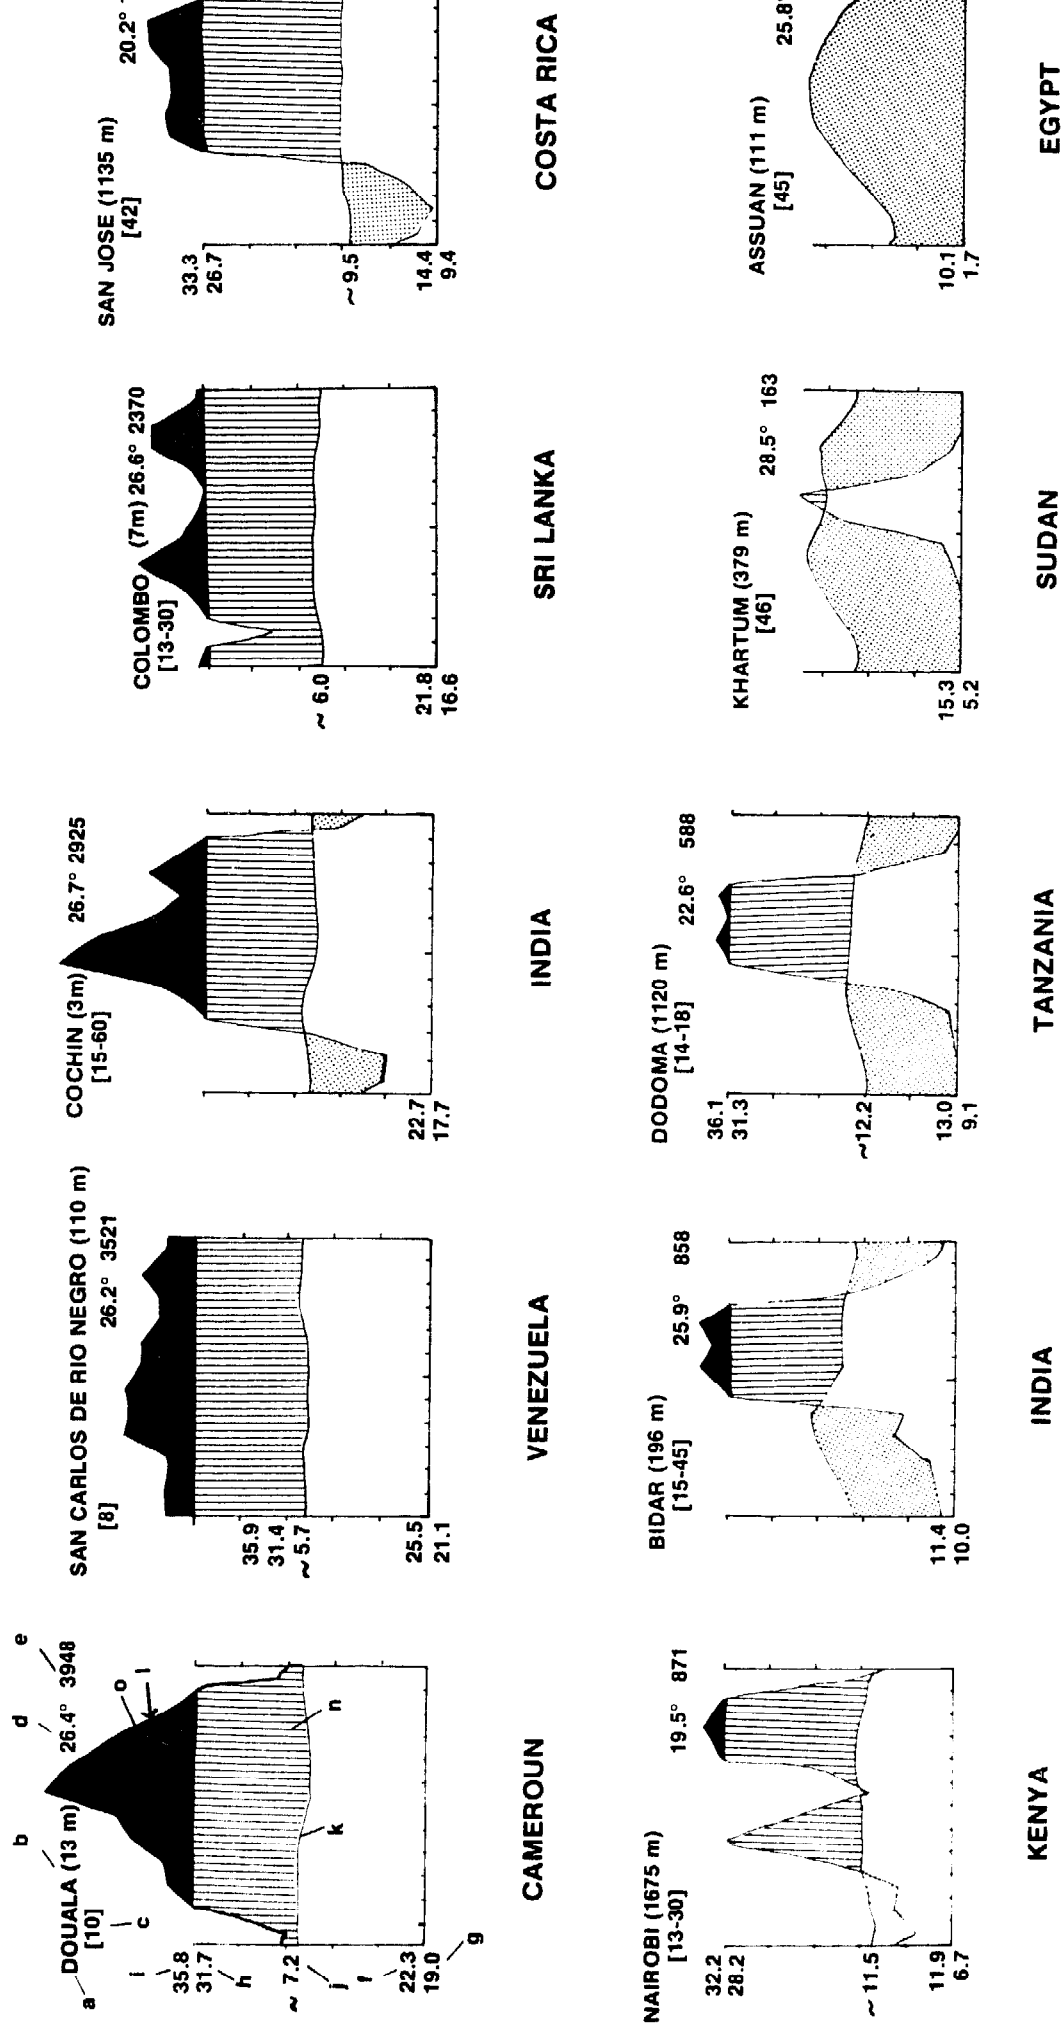 a
DOUALA (13 m)
b
[10]
c
d
26.4° 3948
e
i
35.8
31.7
h
~ 7.2
j
f
22.3
19.0
g
o
l
n
k
CAMEROUN
SAN CARLOS DE RIO NEGRO (110 m)
[8]
26.2° 3521
35.9
31.4
~ 5.7
25.5
21.1
VENEZUELA
COCHIN (3m)
[15-60]
26.7° 2925
22.7
17.7
INDIA
COLOMBO (7m) 26.6° 2370
[13-30]
~ 6.0
21.8
16.6
SRI LANKA
SAN JOSE (1135 m)
[42]
20.2°
33.3
26.7
~ 9.5
14.4
9.4
COSTA RICA
NAIROBI (1675 m)
[13-30]
19.5° 871
32.2
28.2
~ 11.5
11.9
6.7
KENYA
BIDAR (196 m)
[15-45]
25.9° 858
11.4
10.0
INDIA
DODOMA (1120 m)
[14-18]
22.6° 588
36.1
31.3
~12.2
13.0
9.1
TANZANIA
KHARTUM (379 m)
[46]
28.5° 163
15.3
5.2
SUDAN
ASSUAN (111 m)
[45]
25.8°
10.1
1.7
EGYPT